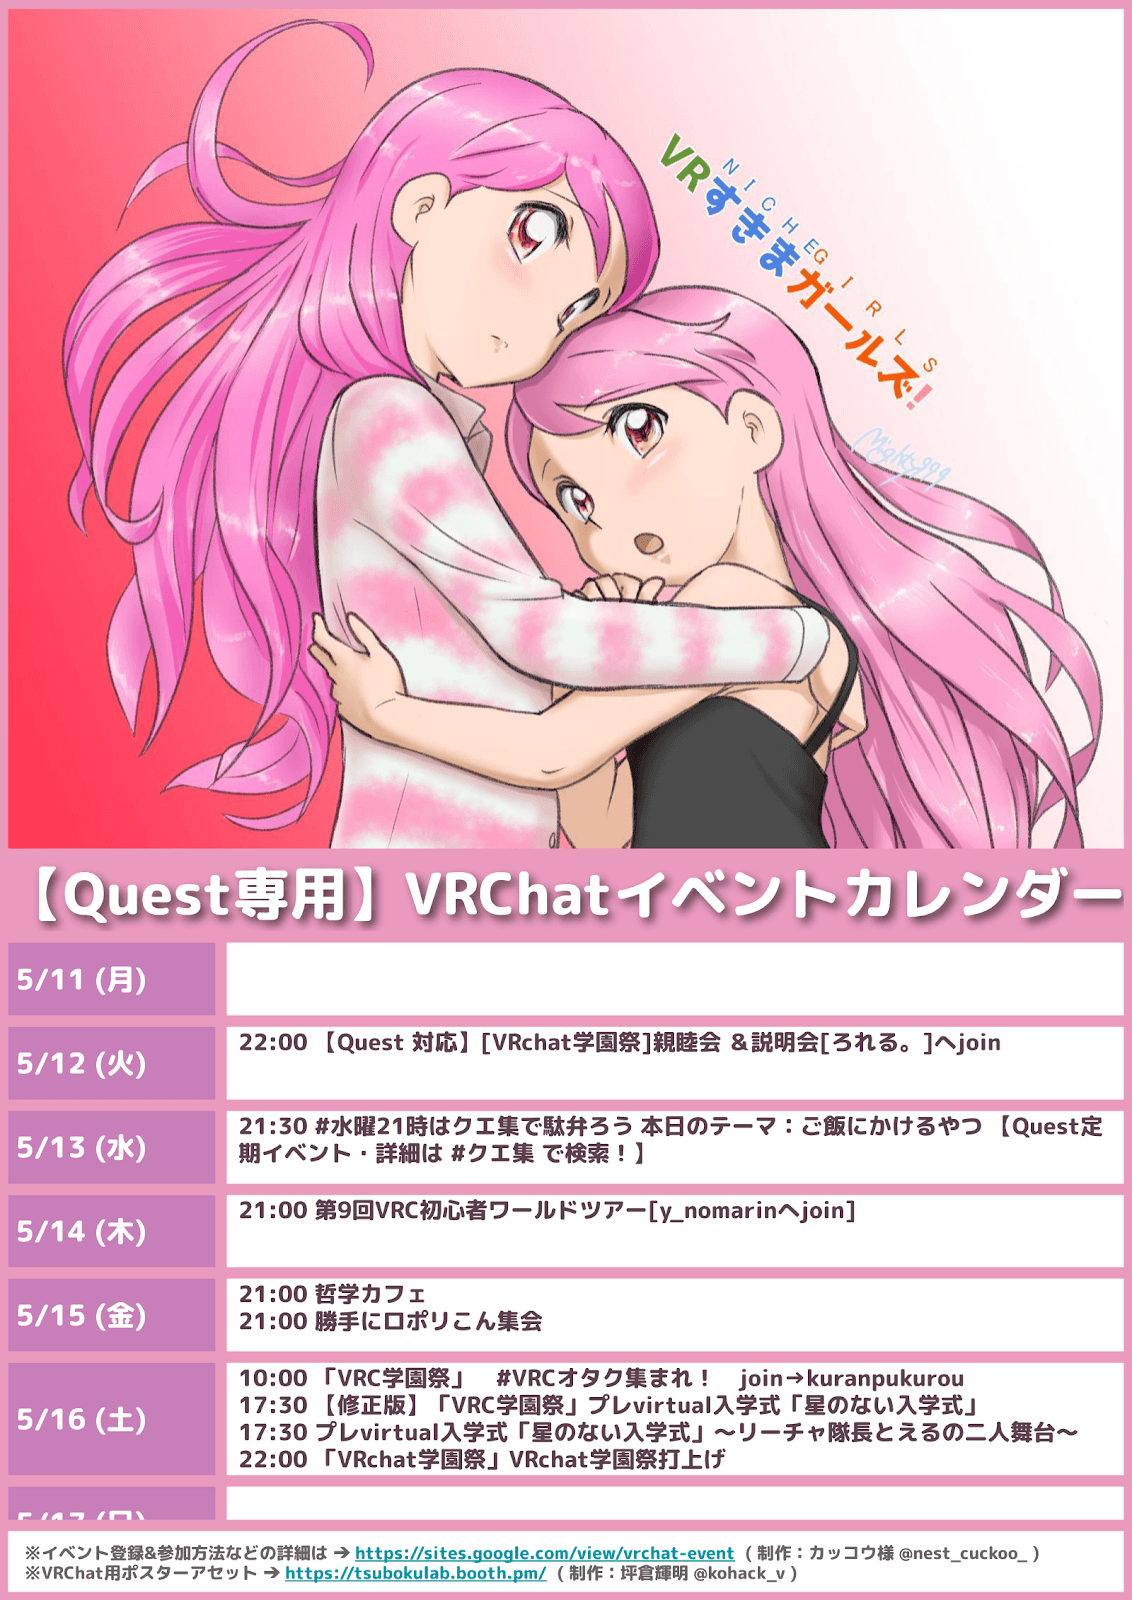 NICHE GIRLS
VRすきまガールズ!
Mighty999
【Quest専用】VRChatイベントカレンダー
5/11 (月)
5/12 (火)
22:00 【Quest 対応】[VRchat学園祭]親睦会 &説明会[ろれる。]へjoin
5/13 (水)
21:30 #水曜21時はクエ集で駄弁ろう 本日のテーマ:ご飯にかけるやつ 【Quest定
期イベント・詳細は #クエ集 で検索!】
5/14 (木)
21:00 第9回VRC初心者ワールドツアー[y_nomarinへjoin]
5/15 (金)
21:00 哲学カフェ
21:00 勝手にロポリこん集会
5/16 (土)
10:00 「VRC学園祭」 #VRCオタク集まれ! join→kuranpukurou
17:30 【修正版】「VRC学園祭」プレvirtual入学式「星のない入学式」
17:30 プレvirtual入学式「星のない入学式」~リーチャ隊長とえるの二人舞台~
22:00 「VRchat学園祭」VRchat学園祭打上げ
5/17 (日)
※イベント登録&参加方法などの詳細は → https://sites.google.com/view/vrchat-event ( 制作:カッコウ様 @nest_cuckoo_ )
※VRChat用ポスターアセット → https://tsubokulab.booth.pm/ ( 制作:坪倉輝明 @kohack_v )